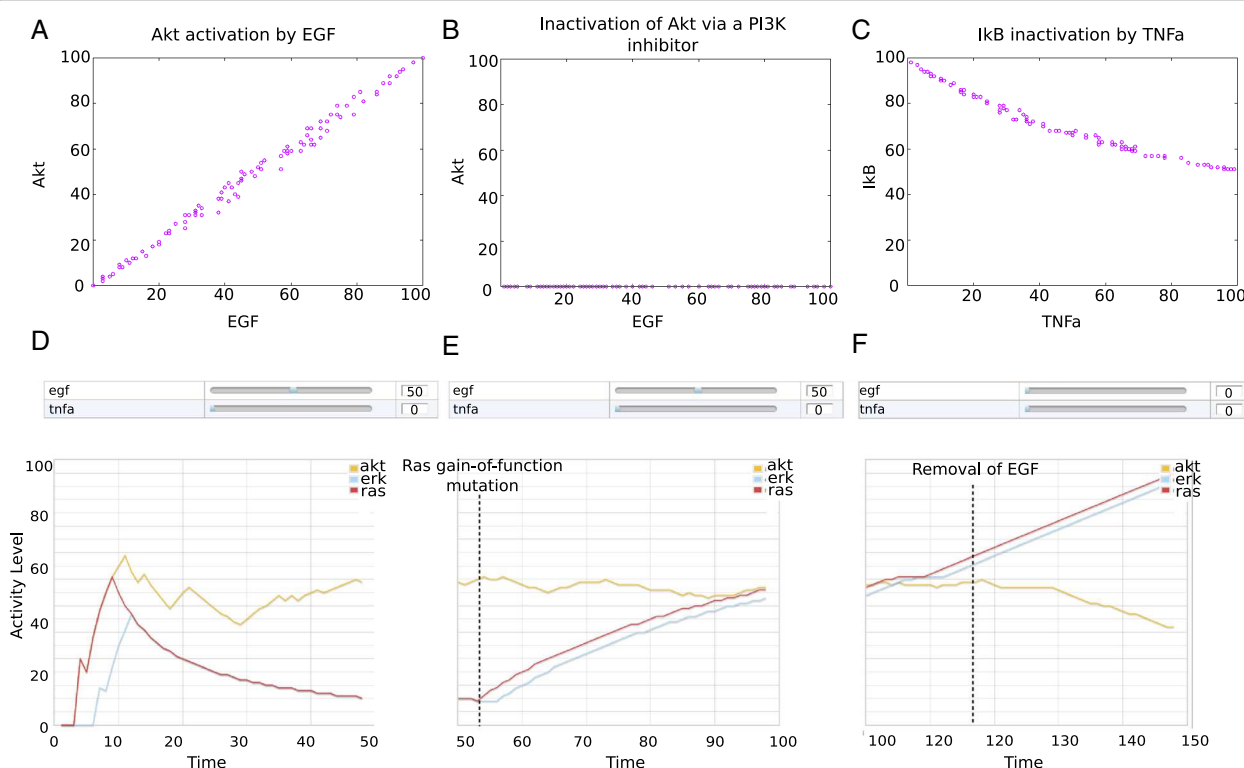 A
Akt activation by EGF
100
80
60
40
20
0
Akt
20
40
60
80
100
EGF
B
Inactivation of Akt via a PI3K
inhibitor
100
80
60
40
20
0
Akt
20
40
60
80
100
EGF
C
IkB inactivation by TNFa
100
80
60
40
20
0
IkB
20
40
60
80
100
TNFa
D
egf
50
tnfa
0
100
80
60
40
20
0
Activity Level
akt
erk
ras
0
10
20
30
40
50
Time
E
egf
50
tnfa
0
Ras gain-of-function
mutation
akt
erk
ras
50
60
70
80
90
100
Time
F
egf
0
tnfa
0
Removal of EGF
akt
erk
ras
100
120
120
130
140
150
Time